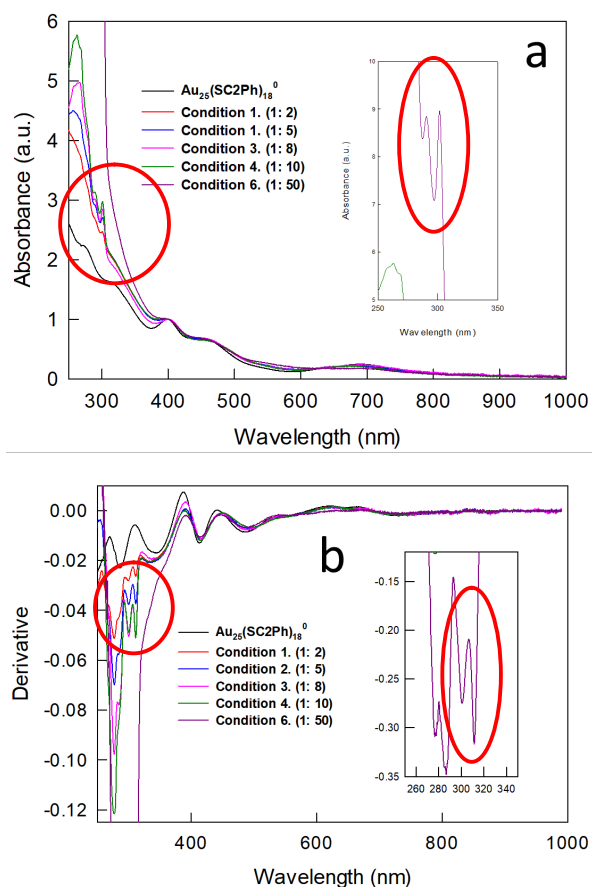 a
6
5
4
3
2
1
0
Absorbance (a.u.)
Au25(SC2Ph)18 0
Condition 1. (1: 2)
Condition 1. (1: 5)
Condition 3. (1: 8)
Condition 4. (1: 10)
Condition 6. (1: 50)
10
9
8
7
6
5
Absorbance (a.u.)
250 300 350
Wavelength (nm)
300 400 500 600 700 800 900 1000
Wavelength (nm)
b
0.00
-0.02
-0.04
-0.06
-0.08
-0.10
-0.12
Derivative
Au25(SC2Ph)18 0
Condition 1. (1: 2)
Condition 2. (1: 5)
Condition 3. (1: 8)
Condition 4. (1: 10)
Condition 6. (1: 50)
-0.15
-0.20
-0.25
-0.30
-0.35
260 280 300 320 340
400 600 800 1000
Wavelength (nm)